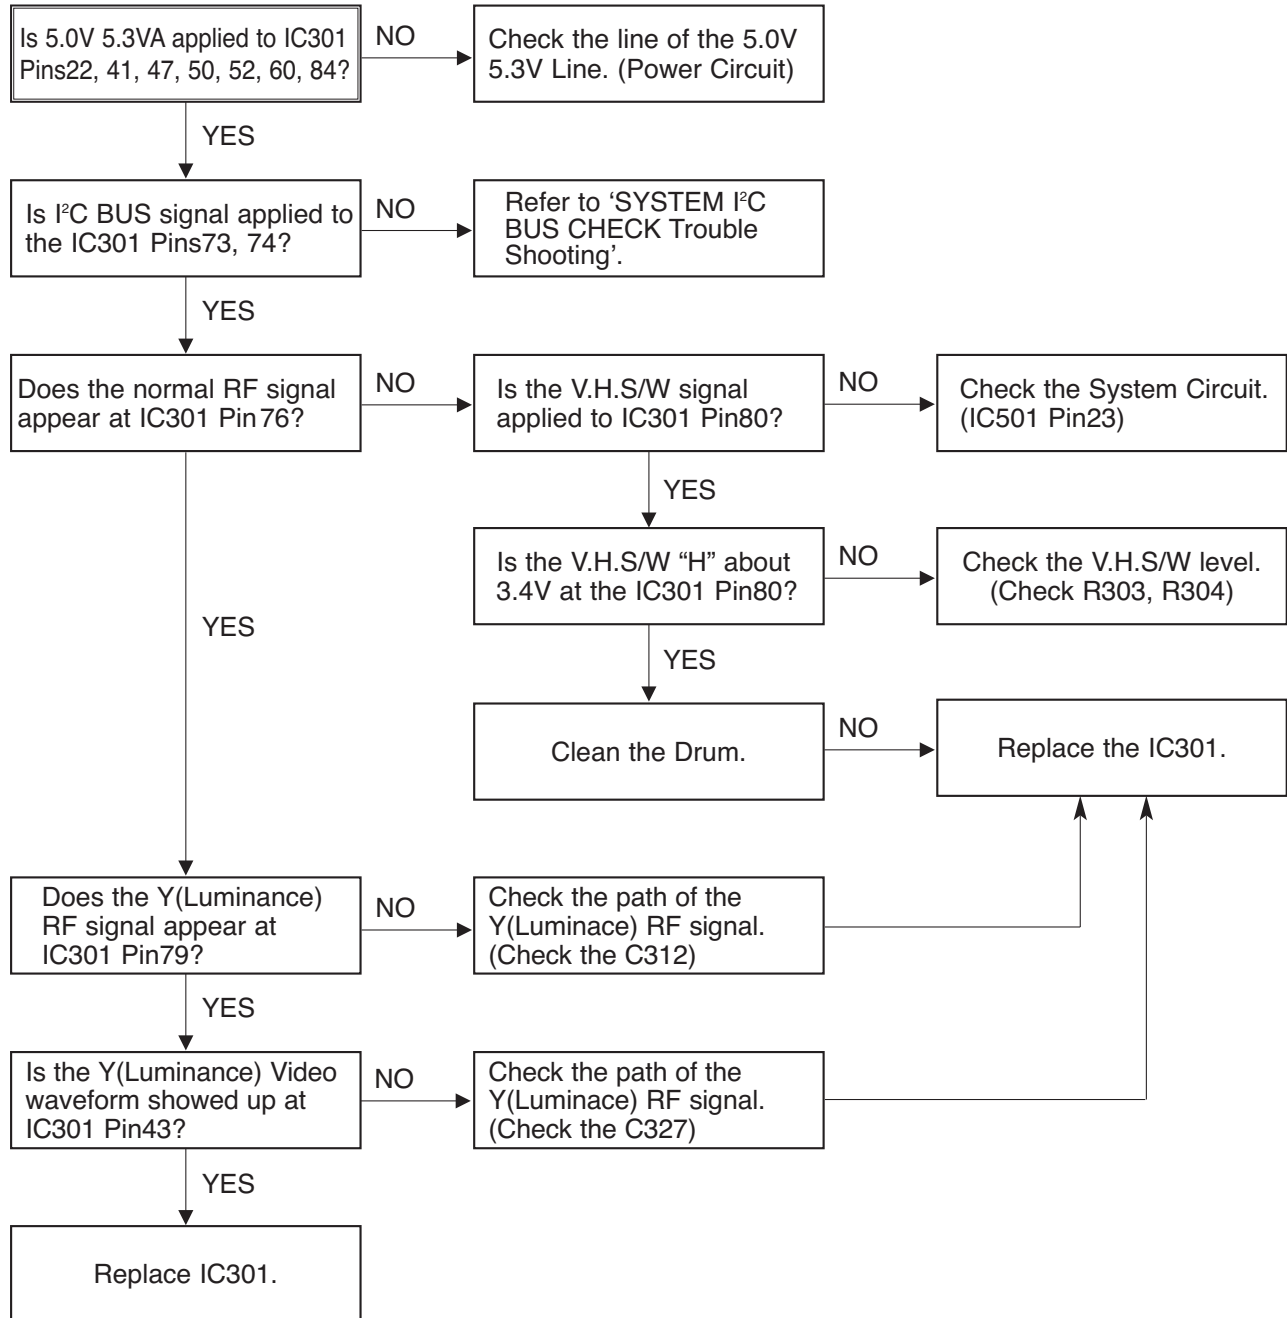 Is 5.0V 5.3VA applied to IC301
Pins22, 41, 47, 50, 52, 60, 84?
NO
Check the line of the 5.0V
5.3V Line. (Power Circuit)
YES
Is I²C BUS signal applied to
the IC301 Pins73, 74?
NO
Refer to ‘SYSTEM I²C
BUS CHECK Trouble
Shooting’.
YES
Does the normal RF signal
appear at IC301 Pin76?
NO
Is the V.H.S/W signal
applied to IC301 Pin80?
NO
Check the System Circuit.
(IC501 Pin23)
YES
Is the V.H.S/W “H” about
3.4V at the IC301 Pin80?
NO
Check the V.H.S/W level.
(Check R303, R304)
YES
YES
Clean the Drum.
NO
Replace the IC301.
Does the Y(Luminance)
RF signal appear at
IC301 Pin79?
NO
Check the path of the
Y(Luminace) RF signal.
(Check the C312)
YES
Is the Y(Luminance) Video
waveform showed up at
IC301 Pin43?
NO
Check the path of the
Y(Luminace) RF signal.
(Check the C327)
YES
Replace IC301.